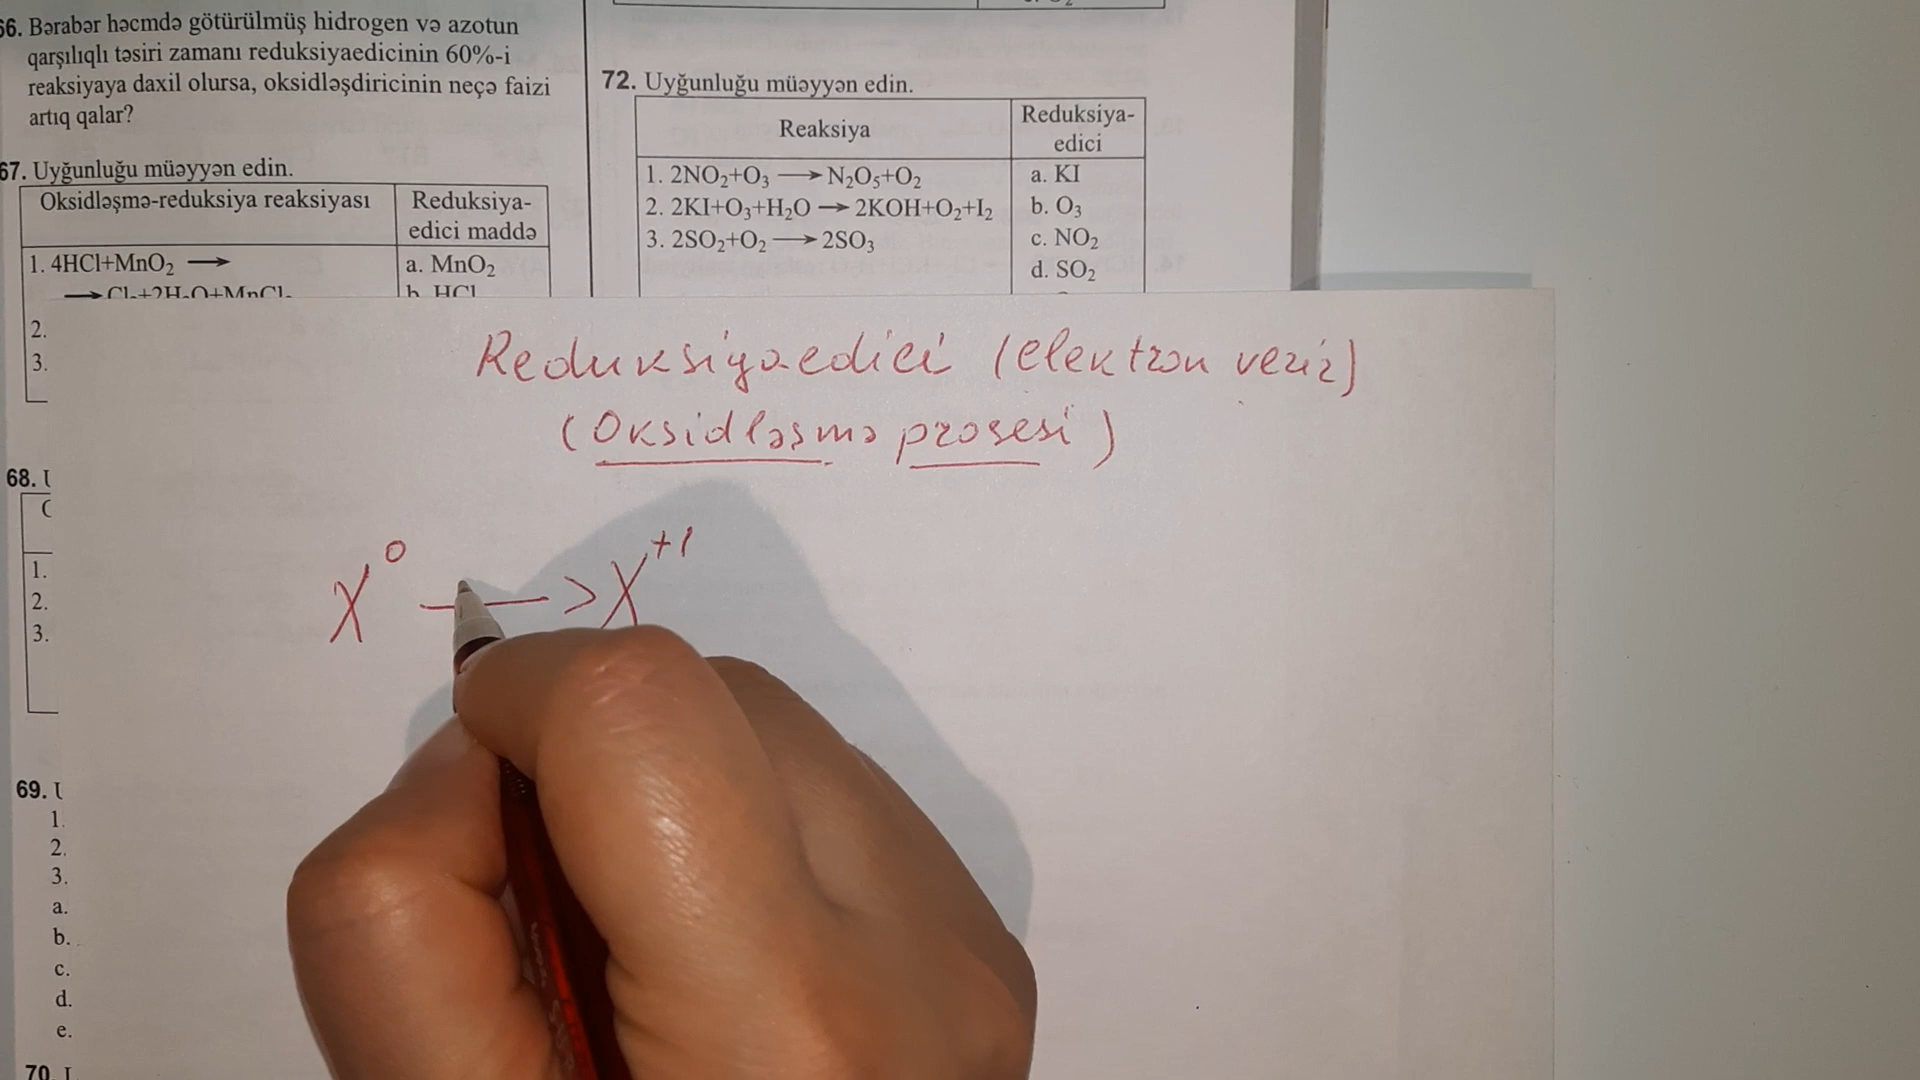 66. Bərabər həcmdə götürülmüş hidrogen və azotun
qarşılıqlı təsiri zamanı reduksiyaedicinin 60%-i
reaksiyaya daxil olursa, oksidləşdiricinin neçə faizi
artıq qalar?
67. Uyğunluğu müəyyən edin.
Oksidləşmə-reduksiya reaksiyası
Reduksiya-
edici maddə
1. 4HCl+MnO₂ ⟶
⟶ Cl₂+2H₂O+MnCl₂
a. MnO₂
b. HCl
2.
3.
68.
1.
2.
3.
69.
1.
2.
3.
a.
b.
c.
d.
e.
70.
72. Uyğunluğu müəyyən edin.
Reaksiya
Reduksiya-
edici
1. 2NO₂+O₃ ⟶ N₂O₅+O₂
2. 2KI+O₃+H₂O ⟶ 2KOH+O₂+I₂
3. 2SO₂+O₂ ⟶ 2SO₃
a. KI
b. O₃
c. NO₂
d. SO₂
Reduksiyaedici (elektron verir)
(Oksidləşmə prosesi)
X⁰ —> X⁺¹